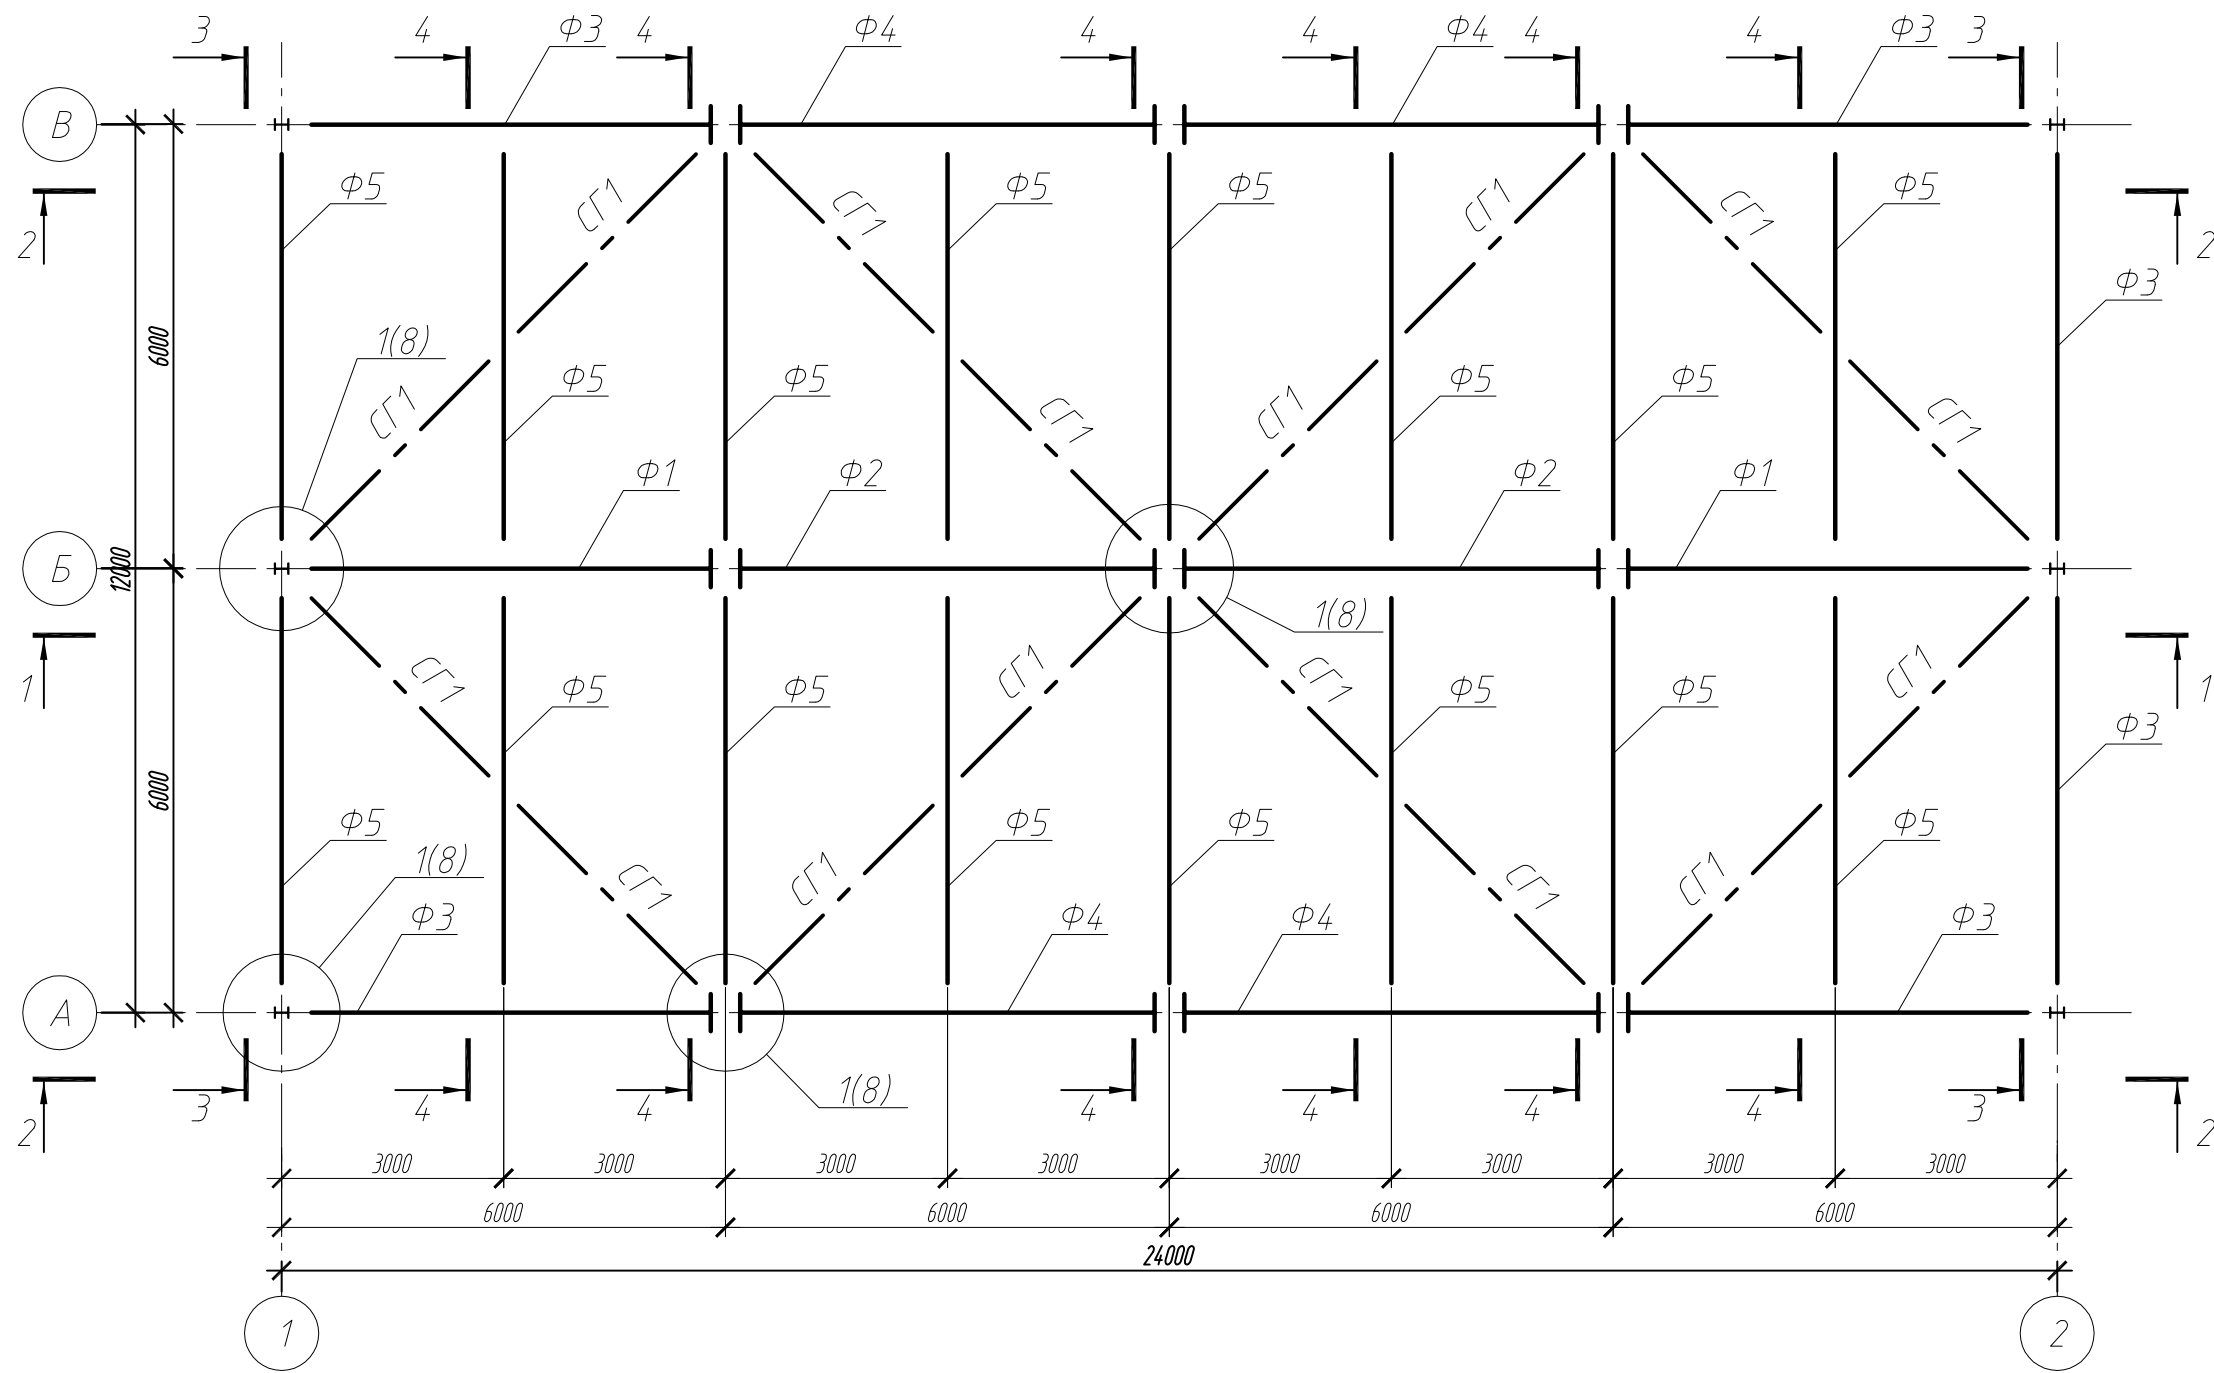 3 4 Ф3 4 Ф4 4 4 Ф4 4 4 Ф3 3
В
Ф5 СГ1 СГ1 Ф5 Ф5 СГ1 СГ1 Ф5
2 2
Ф3
6000 1(8)
СГ1 Ф5 Ф5 СГ1 СГ1 Ф5 Ф5 СГ1
Ф1 Ф2 Ф2 Ф1
Б 12000
1(8)
1 СГ1 Ф5 Ф5 СГ1 СГ1 Ф5 Ф5 СГ1 1
Ф3
6000
Ф5 Ф5 Ф5 Ф5
1(8) СГ1 СГ1 СГ1 СГ1
Ф3 Ф4 Ф4 Ф3
А
1(8)
3 4 4 4 4 4 4 3
2 2
3000 3000 3000 3000 3000 3000 3000 3000
6000 6000 6000 6000
24000
1 2